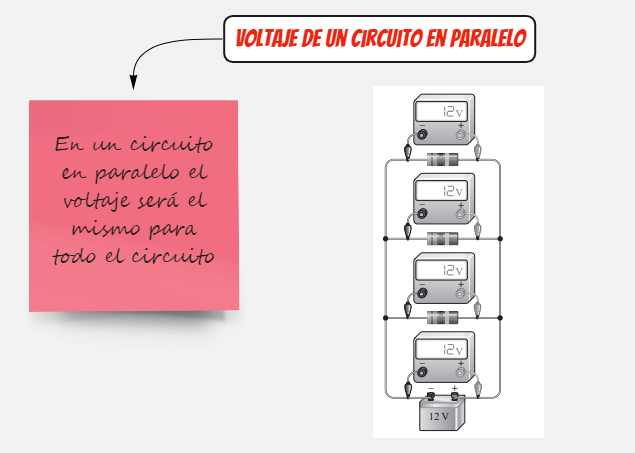 VOLTAJE DE UN CIRCUITO EN PARALELO
En un circuito
en paralelo el
voltaje será el
mismo para
todo el circuito
12 V
- +
12 V
- +
12 V
- +
12 V
- +
- +
12 V